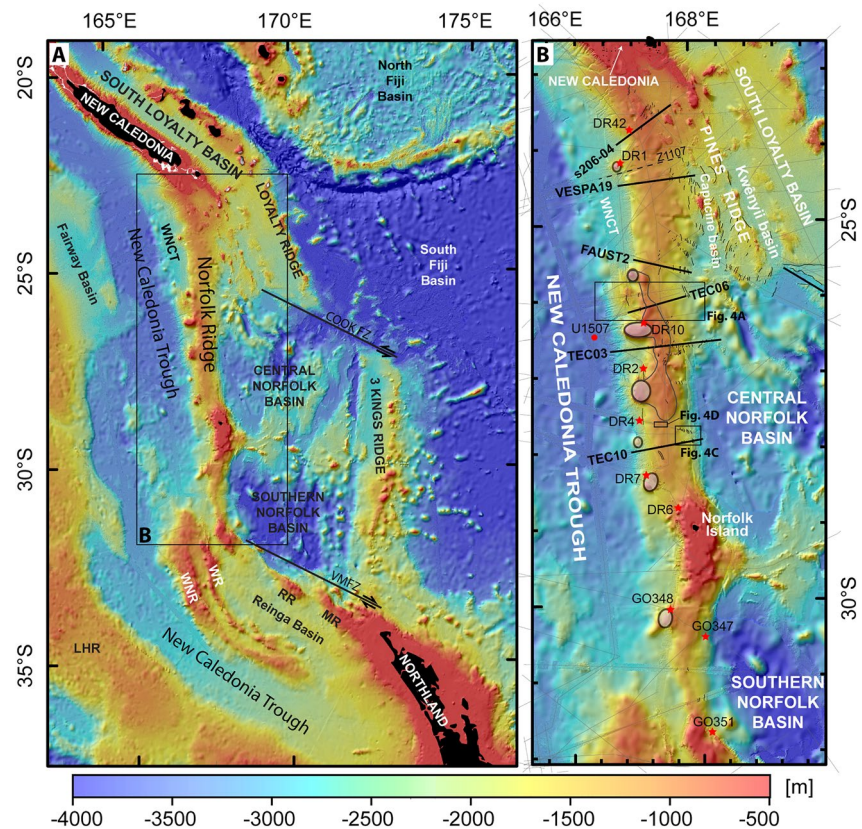 165°E
170°E
175°E
166°E
168°E
A
20°S
25°S
30°S
35°S
North
Fiji
Basin
SOUTH LOYALTY BASIN
NEW CALEDONIA
LOYALTY RIDGE
South
Fiji
Basin
Fairway Basin
New Caledonia Trough
WNCT
Norfolk Ridge
COOK FZ
CENTRAL
NORFOLK
BASIN
3 KINGS RIDGE
SOUTHERN
NORFOLK
BASIN
B
VMFZ
WNR
WR
RR
MR
Reinga Basin
LHR
New Caledonia Trough
NORTHLAND
B
NEW CALEDONIA
SOUTH LOYALTY BASIN
DR42
s206-04
DR1
Z1107
VESPA19
WNCT
PINES
RIDGE
Capucine basin
Kwênyii basin
25°S
FAUST2
TEC06
Fig. 4A
NEW CALEDONIA TROUGH
U1507
DR10
TEC03
DR2
CENTRAL
NORFOLK
BASIN
DR4
Fig. 4D
TEC10
Fig. 4C
DR7
DR6
Norfolk
Island
GO348
30°S
GO347
SOUTHERN
NORFOLK
BASIN
GO351
-4000
-3500
-3000
-2500
-2000
-1500
-1000
-500
[m]